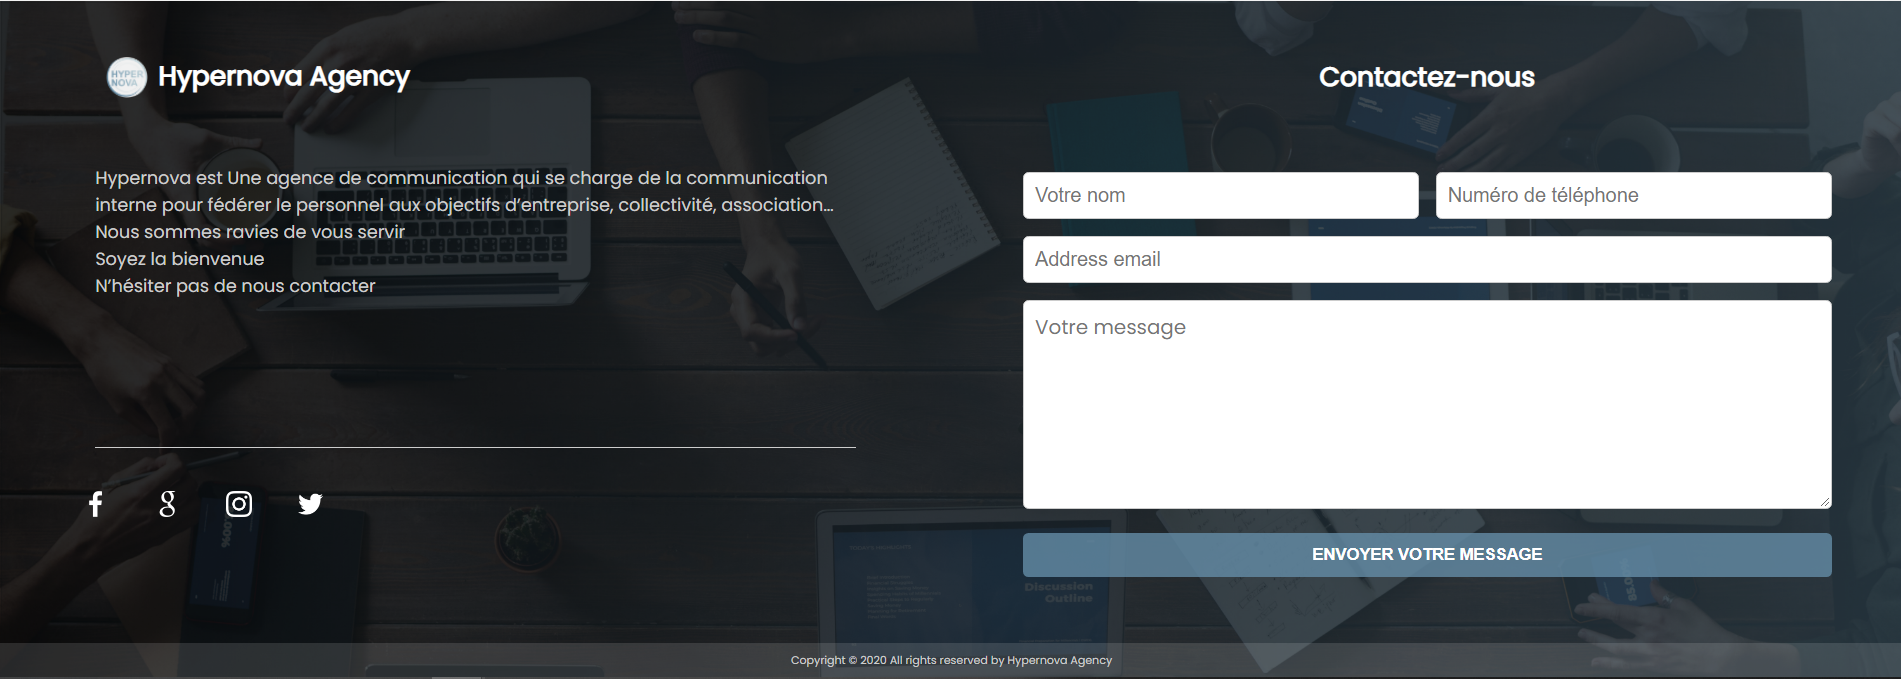 HYPER
NOVA
Hypernova Agency
Hypernova est Une agence de communication qui se charge de la communication
interne pour fédérer le personnel aux objectifs d’entreprise, collectivité, association...
Nous sommes ravies de vous servir
Soyez la bienvenue
N’hésiter pas de nous contacter
Contactez-nous
Votre nom
Numéro de téléphone
Address email
Votre message
ENVOYER VOTRE MESSAGE
Discussion
Outline
Copyright © 2020 All rights reserved by Hypernova Agency